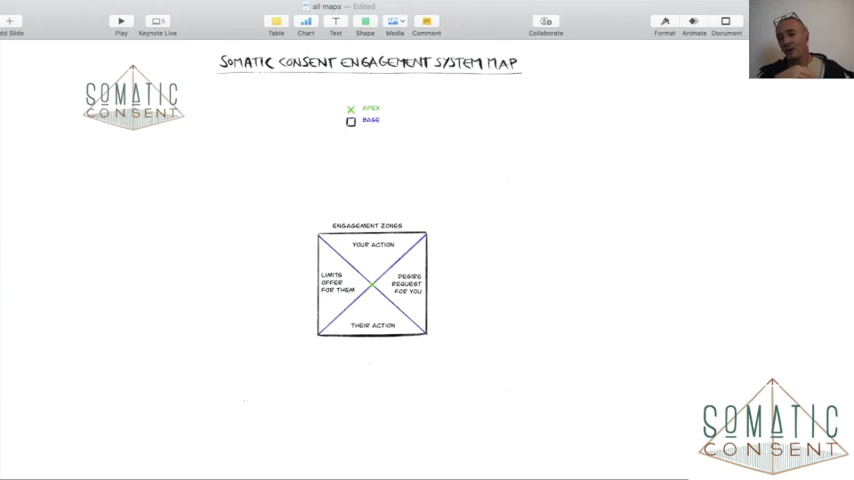 all maps — Edited
Add Slide
Play
Keynote Live
Table
Chart
Text
Shape
Media
Comment
Collaborate
Format
Animate
Document
SOMATIC CONSENT ENGAGEMENT SYSTEM MAP
SOMATIC
CONSENT
APEX
BASE
ENGAGEMENT ZONES
YOUR ACTION
LIMITS
OFFER
FOR THEM
DESIRE
REQUEST
FOR YOU
THEIR ACTION
SOMATIC
CONSENT